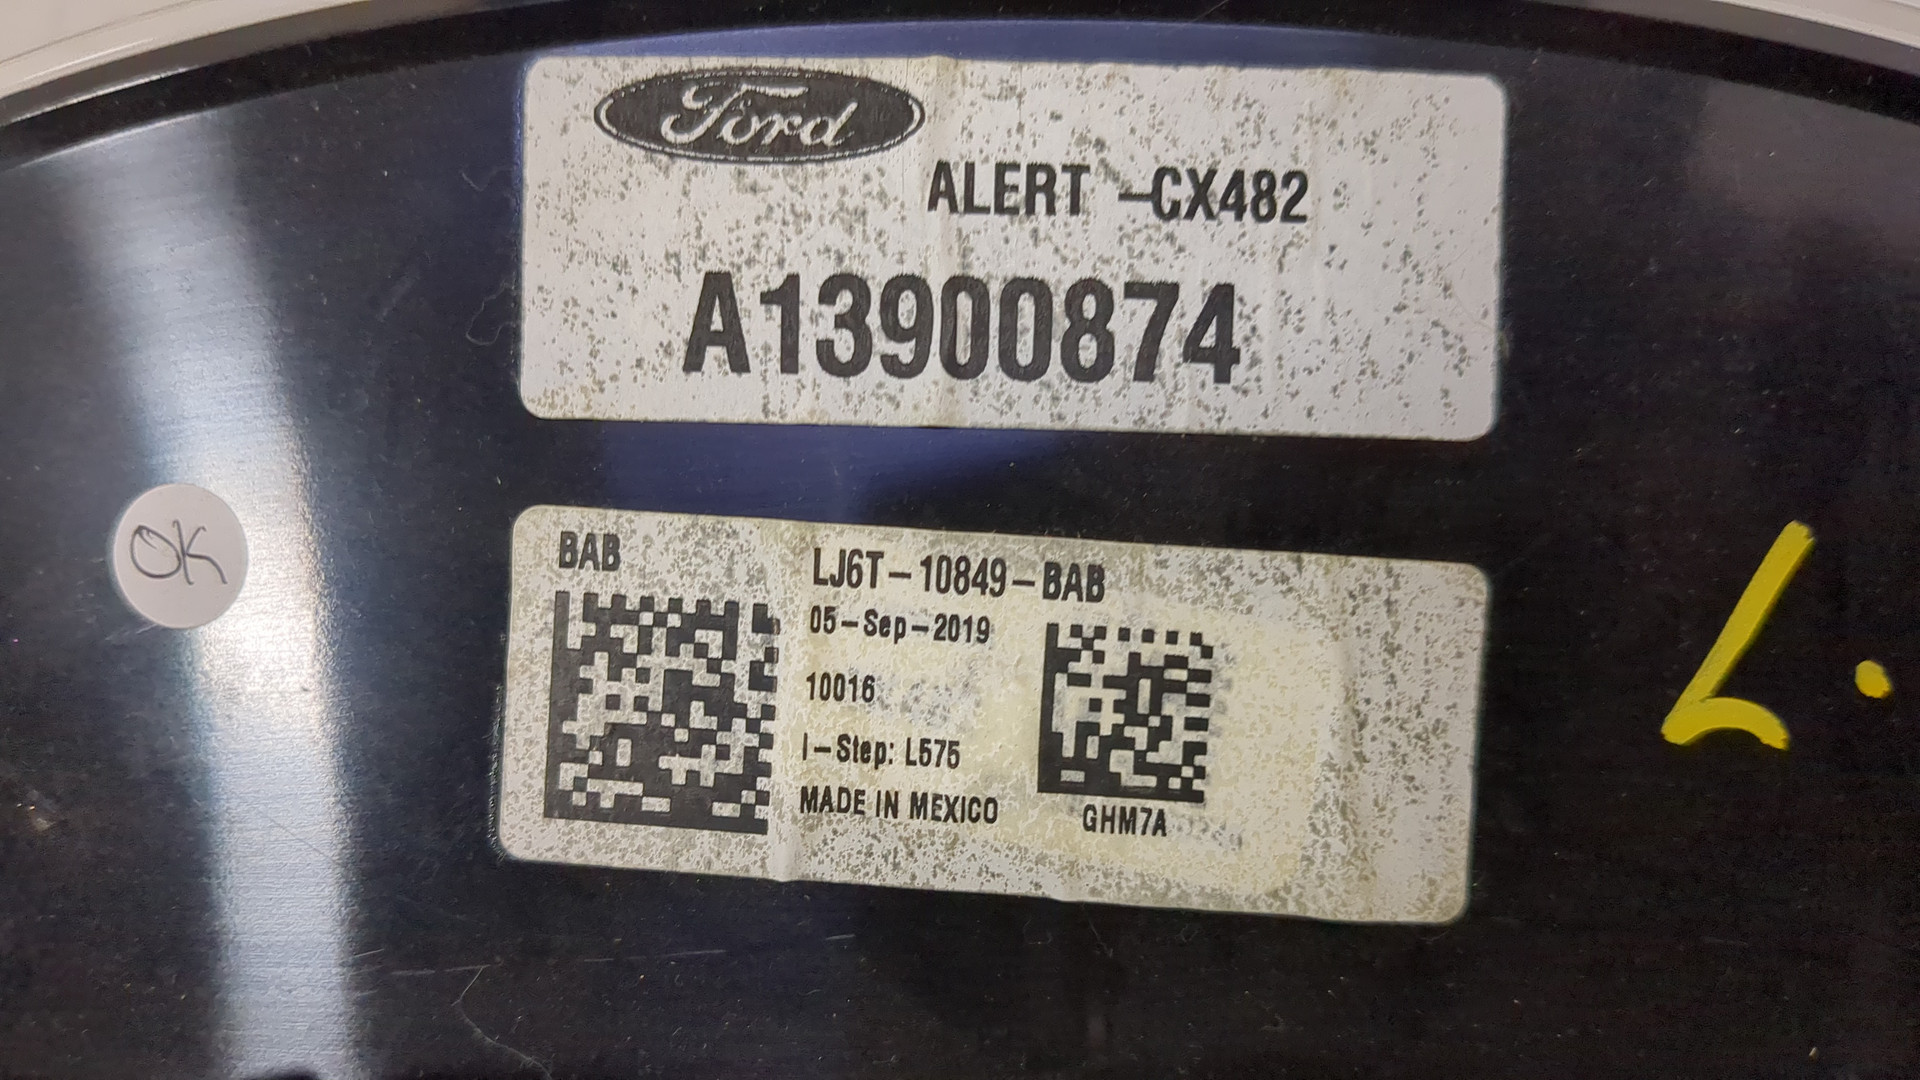 Ford
ALERT -CX482
A13900874
OK
BAB
LJ6T-10849-BAB
05-Sep-2019
10016
I-Step: L575
MADE IN MEXICO
GHM7A